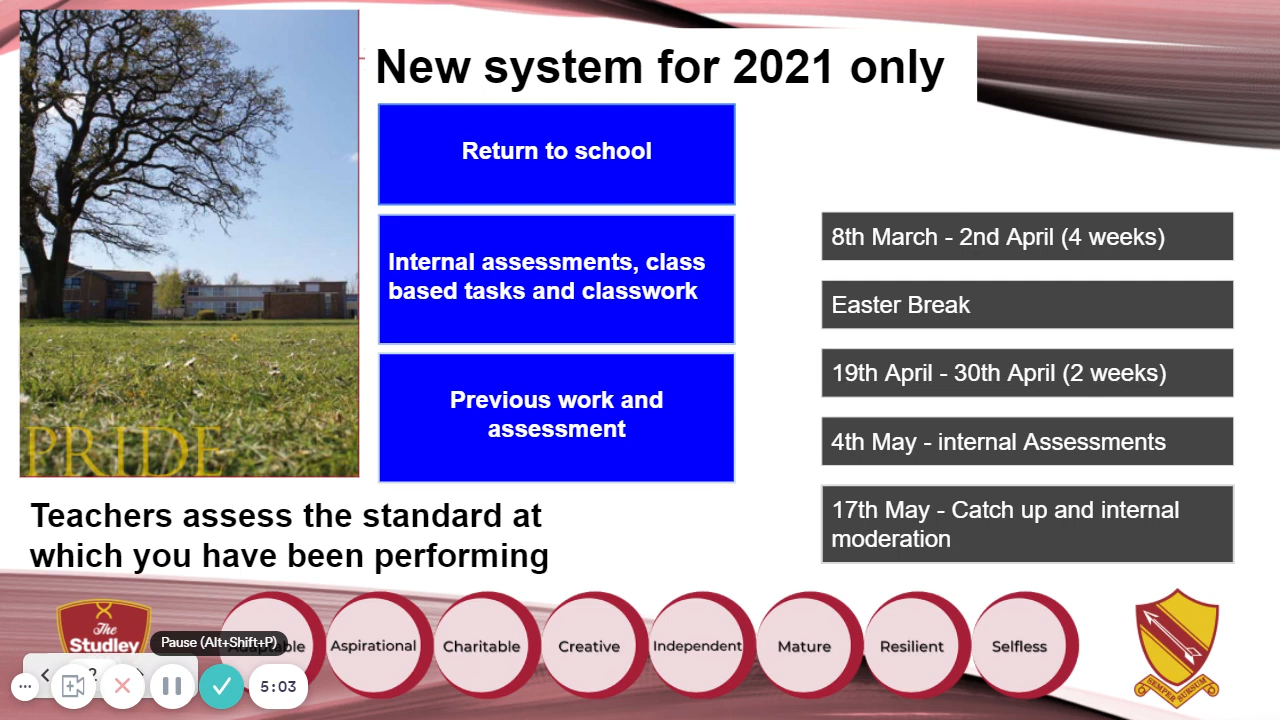 New system for 2021 only
Return to school
Internal assessments, class
based tasks and classwork
Previous work and
assessment
8th March - 2nd April (4 weeks)
Easter Break
19th April - 30th April (2 weeks)
4th May - internal Assessments
17th May - Catch up and internal
moderation
PRIDE
Teachers assess the standard at
which you have been performing
The
Studley
Pause (Alt+Shift+P)
Aspirational
Charitable
Creative
Independent
Mature
Resilient
Selfless
2
5:03
SEMPER SURSUM